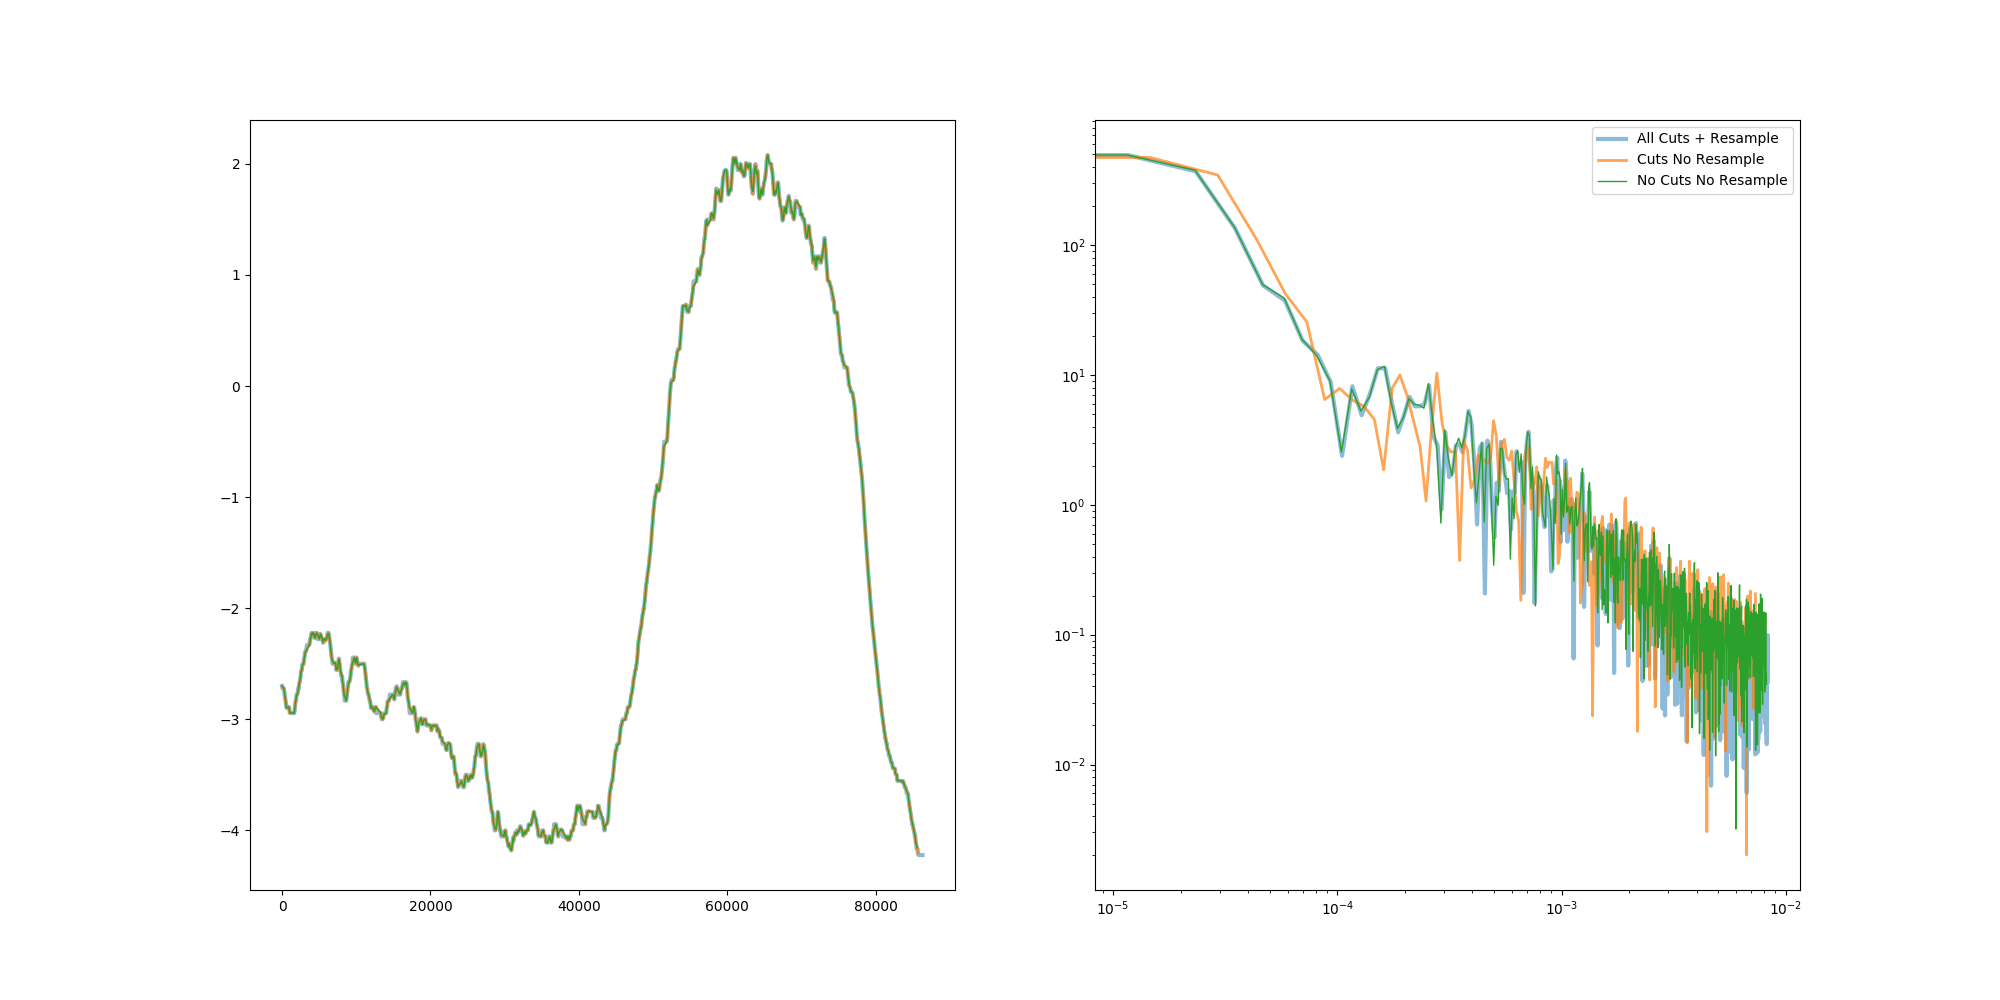 2
1
0
−1
−2
−3
−4
0 20000 40000 60000 80000
10²
10¹
10⁰
10⁻¹
10⁻²
10⁻⁵ 10⁻⁴ 10⁻³ 10⁻²
All Cuts + Resample
Cuts No Resample
No Cuts No Resample